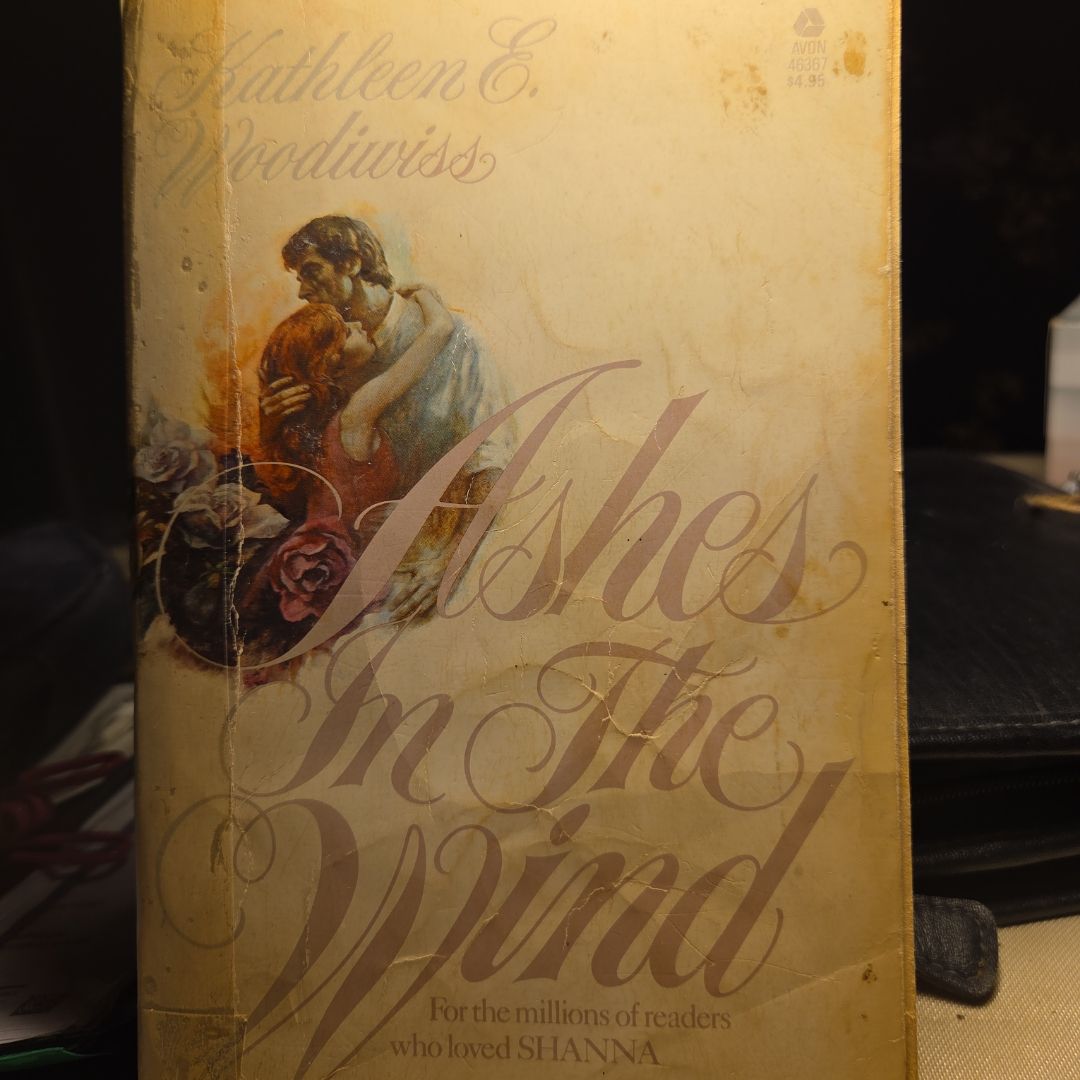 Kathleen E.
Woodiwiss
AVON
46367
$4.95
Ashes
In The
Wind
For the millions of readers
who loved SHANNA